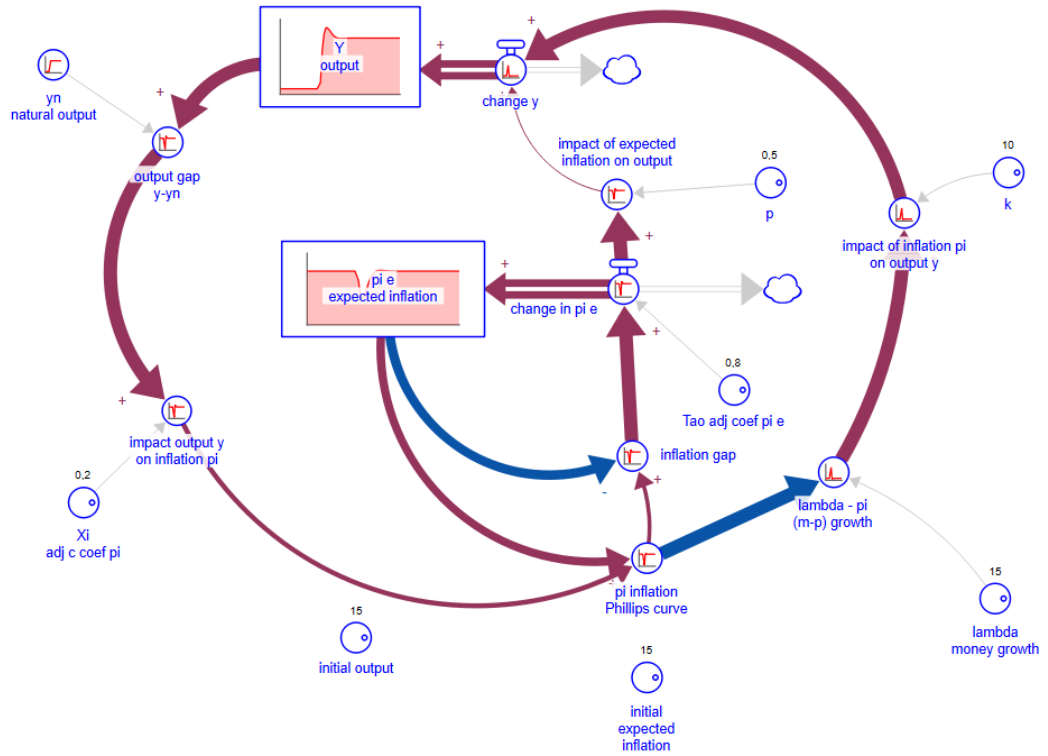 Y
output
+
+
change y
yn
natural output
+
output gap
y-yn
impact of expected
inflation on output
0,5
p
10
k
impact of inflation pi
on output y
+
+
+
pi e
expected inflation
change in pi e
+
0,8
Tao adj coef pi e
+
impact output y
on inflation pi
inflation gap
-
+
0,2
Xi
adj c coef pi
lambda - pi
(m-p) growth
pi inflation
Phillips curve
15
initial output
15
lambda
money growth
15
initial
expected
inflation